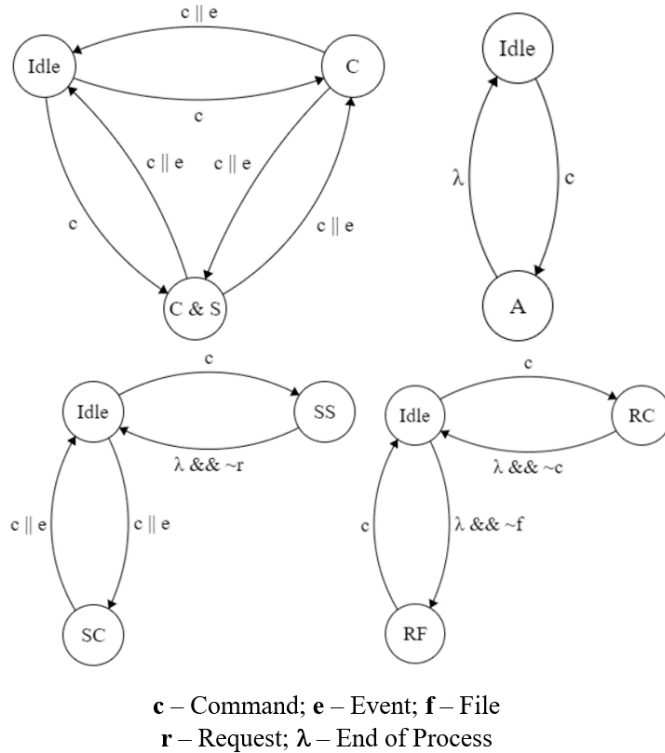 c || e
Idle
C
c
c || e
c || e
c
c || e
C & S
Idle
λ
c
A
c
Idle
SS
λ && ~r
c || e
c || e
SC
c
Idle
RC
λ && ~c
c
λ && ~f
RF
c – Command; e – Event; f – File
r – Request; λ – End of Process